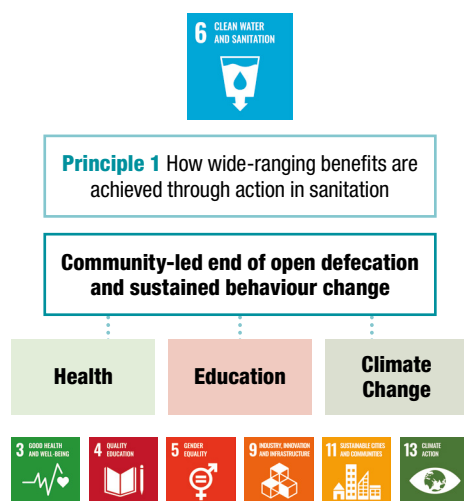 6 CLEAN WATER
AND SANITATION
Principle 1 How wide-ranging benefits are
achieved through action in sanitation
Community-led end of open defecation
and sustained behaviour change
Health
Education
Climate
Change
3 GOOD HEALTH
AND WELL-BEING
4 QUALITY
EDUCATION
5 GENDER
EQUALITY
9 INDUSTRY, INNOVATION
AND INFRASTRUCTURE
11 SUSTAINABLE CITIES
AND COMMUNITIES
13 CLIMATE
ACTION